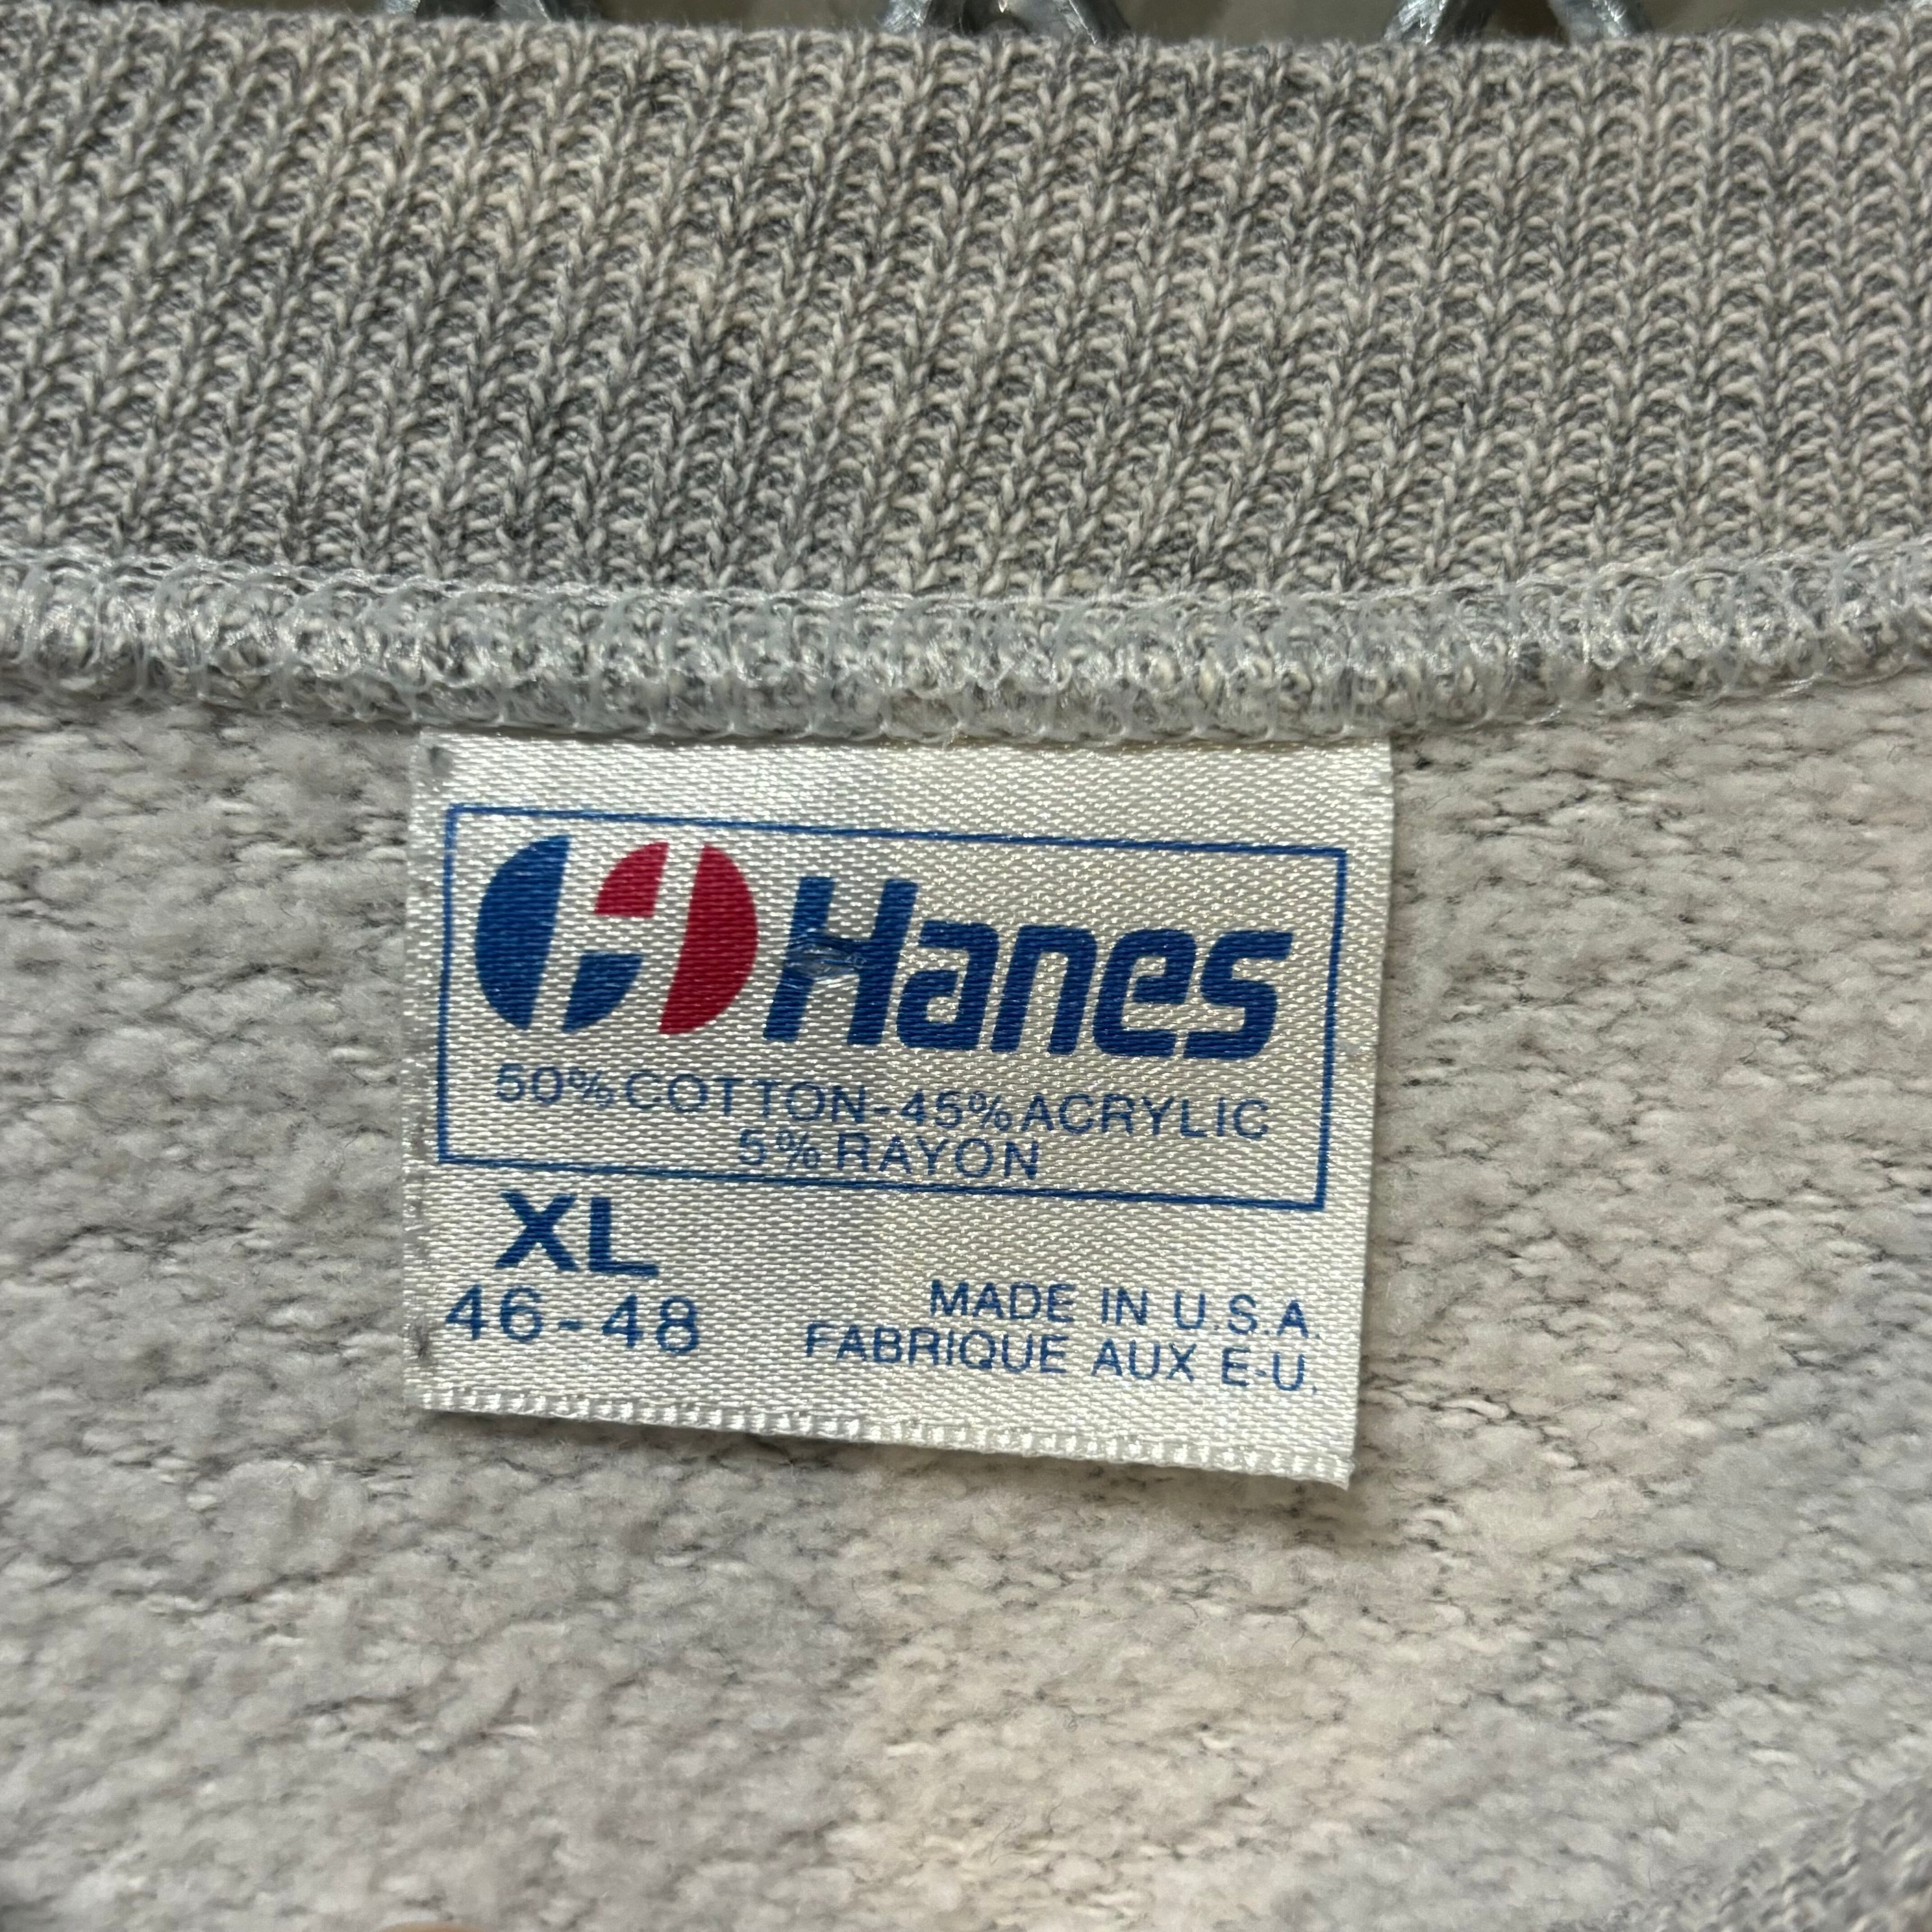 Hanes
50% COTTON-45% ACRYLIC
5% RAYON
XL
46-48
MADE IN U.S.A.
FABRIQUE AUX E-U.